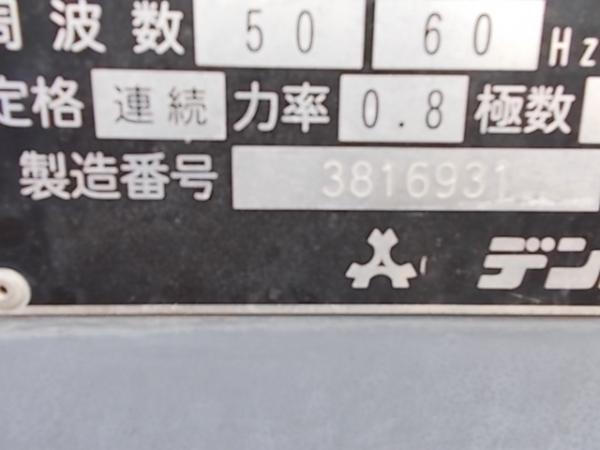 周波数 50 60 Hz
定格 連続 力率 0.8 極数
製造番号 3816931
デン